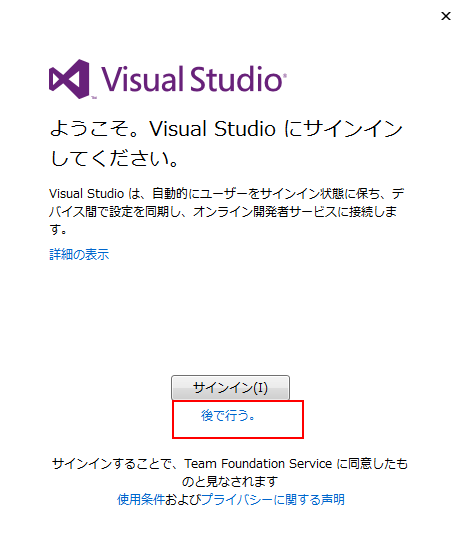 Visual Studio
ようこそ。Visual Studio にサインイン
してください。
Visual Studio は、自動的にユーザーをサインイン状態に保ち、デ
バイス間で設定を同期し、オンライン開発者サービスに接続しま
す。
詳細の表示
サインイン(I)
後で行う。
サインインすることで、Team Foundation Service に同意したも
のと見なされます
使用条件およびプライバシーに関する声明